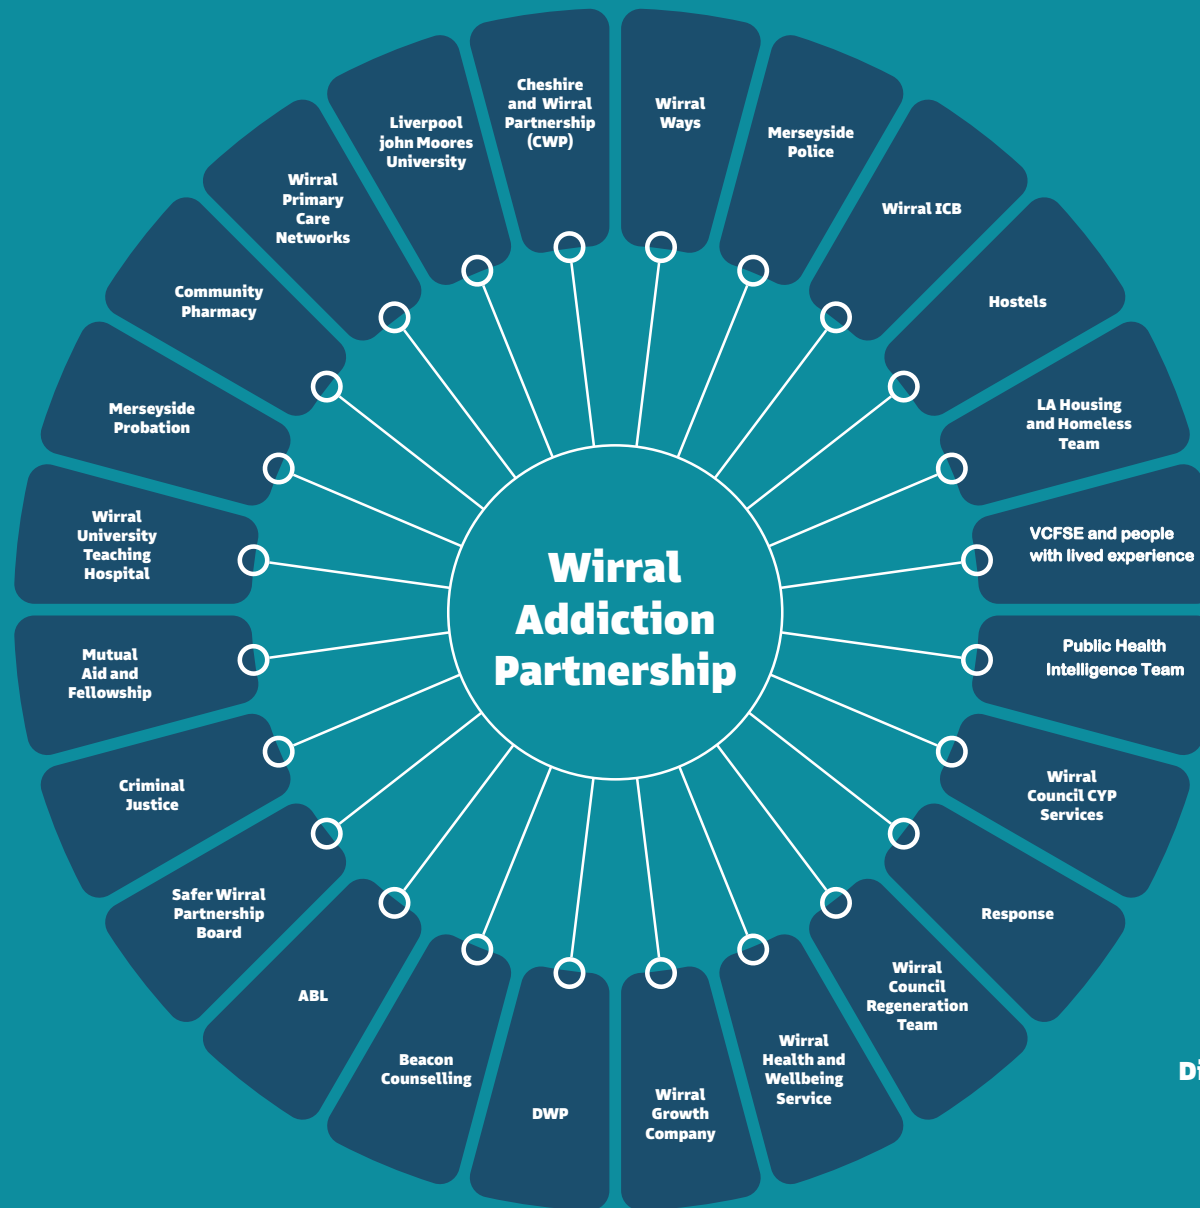 Wirral
Addiction
Partnership
Wirral
Ways
Merseyside
Police
Wirral ICB
Hostels
LA Housing
and Homeless
Team
VCFSE and people
with lived experience
Public Health
Intelligence Team
Wirral
Council CYP
Services
Response
Wirral
Council
Regeneration
Team
Wirral
Health and
Wellbeing
Service
Wirral
Growth
Company
DWP
Beacon
Counselling
ABL
Safer Wirral
Partnership
Board
Criminal
Justice
Mutual
Aid and
Fellowship
Wirral
University
Teaching
Hospital
Merseyside
Probation
Community
Pharmacy
Wirral
Primary
Care
Networks
Liverpool
john Moores
University
Cheshire
and Wirral
Partnership
(CWP)